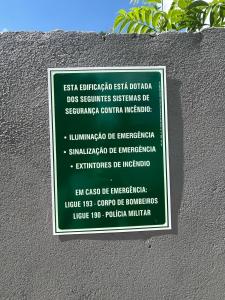 ESTA EDIFICAÇÃO ESTÁ DOTADA
DOS SEGUINTES SISTEMAS DE
SEGURANÇA CONTRA INCÊNDIO:
• ILUMINAÇÃO DE EMERGÊNCIA
• SINALIZAÇÃO DE EMERGÊNCIA
• EXTINTORES DE INCÊNDIO
EM CASO DE EMERGÊNCIA:
LIGUE 193 - CORPO DE BOMBEIROS
LIGUE 190 - POLÍCIA MILITAR